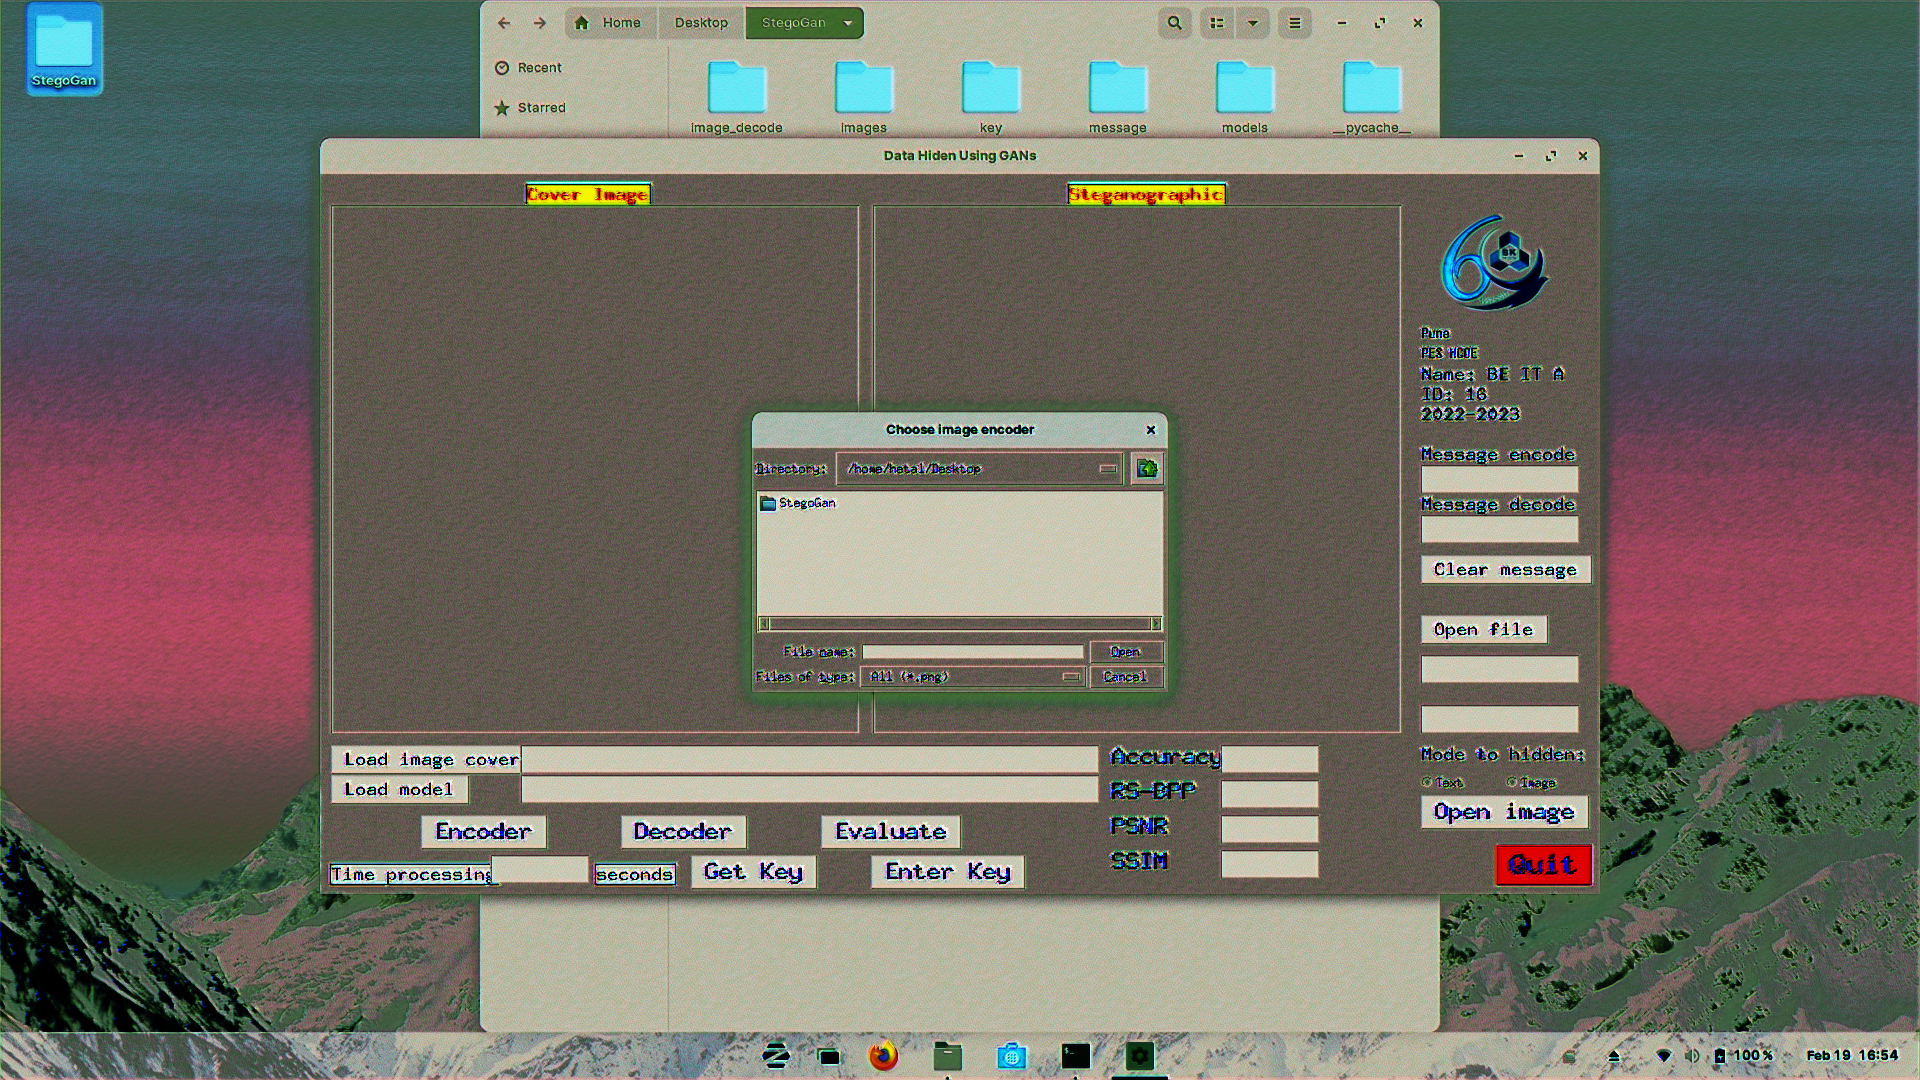 StegoGan
Home
Desktop
StegoGan
Recent
Starred
image_decode
images
key
message
models
__pycache__
Data Hiden Using GANs
Cover Image
Steganographic
Pune
PES MCOE
Name: BE IT A
ID: 16
2022-2023
Message encode
Message decode
Clear message
Open file
Mode to hidden:
Text
Image
Open image
Quit
Choose image encoder
Directory:
/home/hetal/Desktop
StegoGan
File name:
Open
Files of type:
All (*.png)
Cancel
Load image cover
Load model
Accuracy
RS-BPP
PSNR
SSIM
Encoder
Decoder
Evaluate
Time processing
seconds
Get Key
Enter Key
100 %
Feb 19 16:54